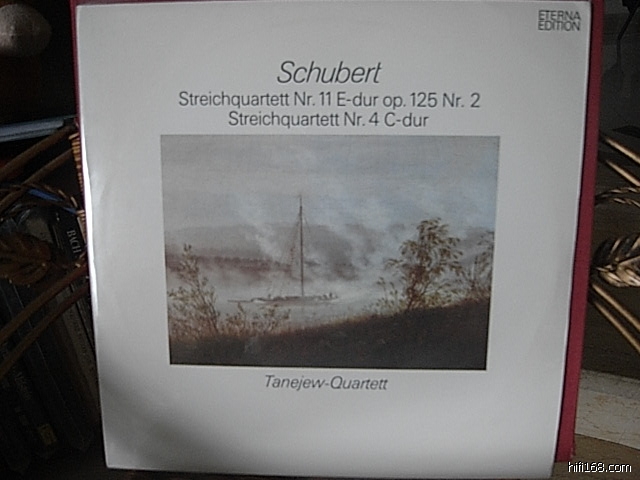 ETERNA
EDITION
Schubert
Streichquartett Nr. 11 E-dur op. 125 Nr. 2
Streichquartett Nr. 4 C-dur
Tanejew-Quartett
BACH
hifi168.com